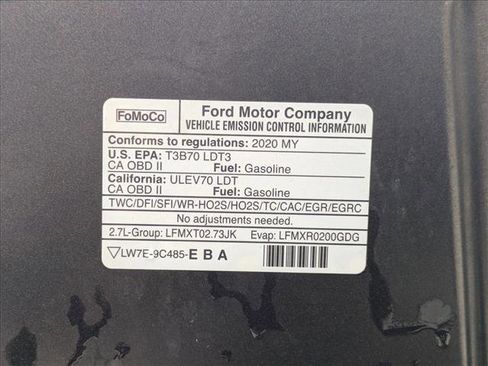 FoMoCo
Ford Motor Company
VEHICLE EMISSION CONTROL INFORMATION
Conforms to regulations: 2020 MY
U.S. EPA: T3B70 LDT3
CA OBD II Fuel: Gasoline
California: ULEV70 LDT
CA OBD II Fuel: Gasoline
TWC/DFI/SFI/WR-HO2S/HO2S/TC/CAC/EGR/EGRC
No adjustments needed.
2.7L-Group: LFMXT02.73JK Evap: LFMXR0200GDG
▽LW7E-9C485-E B A